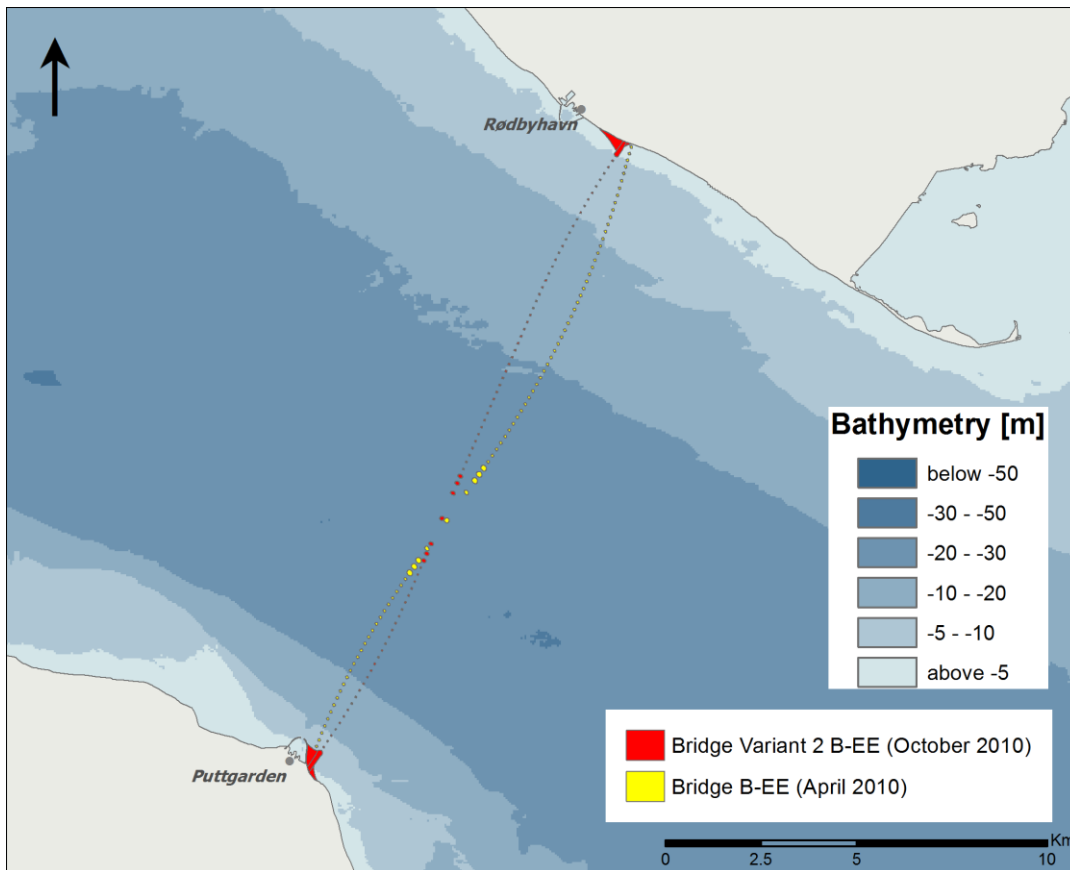 Rødbyhavn
Bathymetry [m]
below -50
-30 - -50
-20 - -30
-10 - -20
-5 - -10
above -5
Puttgarden
Bridge Variant 2 B-EE (October 2010)
Bridge B-EE (April 2010)
Km
0 2.5 5 10